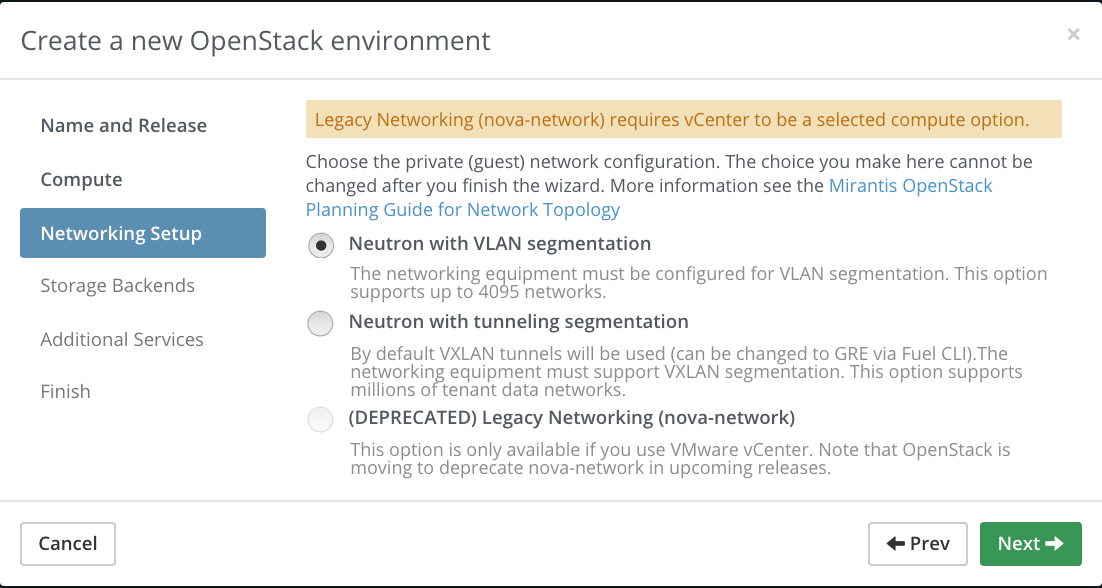 Create a new OpenStack environment
×
Name and Release
Compute
Networking Setup
Storage Backends
Additional Services
Finish
Legacy Networking (nova-network) requires vCenter to be a selected compute option.
Choose the private (guest) network configuration. The choice you make here cannot be
changed after you finish the wizard. More information see the Mirantis OpenStack
Planning Guide for Network Topology
Neutron with VLAN segmentation
The networking equipment must be configured for VLAN segmentation. This option
supports up to 4095 networks.
Neutron with tunneling segmentation
By default VXLAN tunnels will be used (can be changed to GRE via Fuel CLI).The
networking equipment must support VXLAN segmentation. This option supports
millions of tenant data networks.
(DEPRECATED) Legacy Networking (nova-network)
This option is only available if you use VMware vCenter. Note that OpenStack is
moving to deprecate nova-network in upcoming releases.
Cancel
Prev
Next